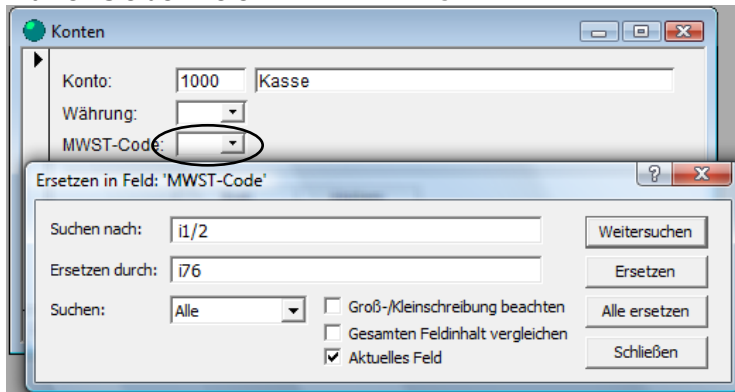 Konten
Konto: 1000 Kasse
Währung:
MWST-Code:
Ersetzen in Feld: 'MWST-Code'
Suchen nach: i1/2 Weitersuchen
Ersetzen durch: i76 Ersetzen
Suchen: Alle Groß-/Kleinschreibung beachten Alle ersetzen
Gesamten Feldinhalt vergleichen
Aktuelles Feld Schließen